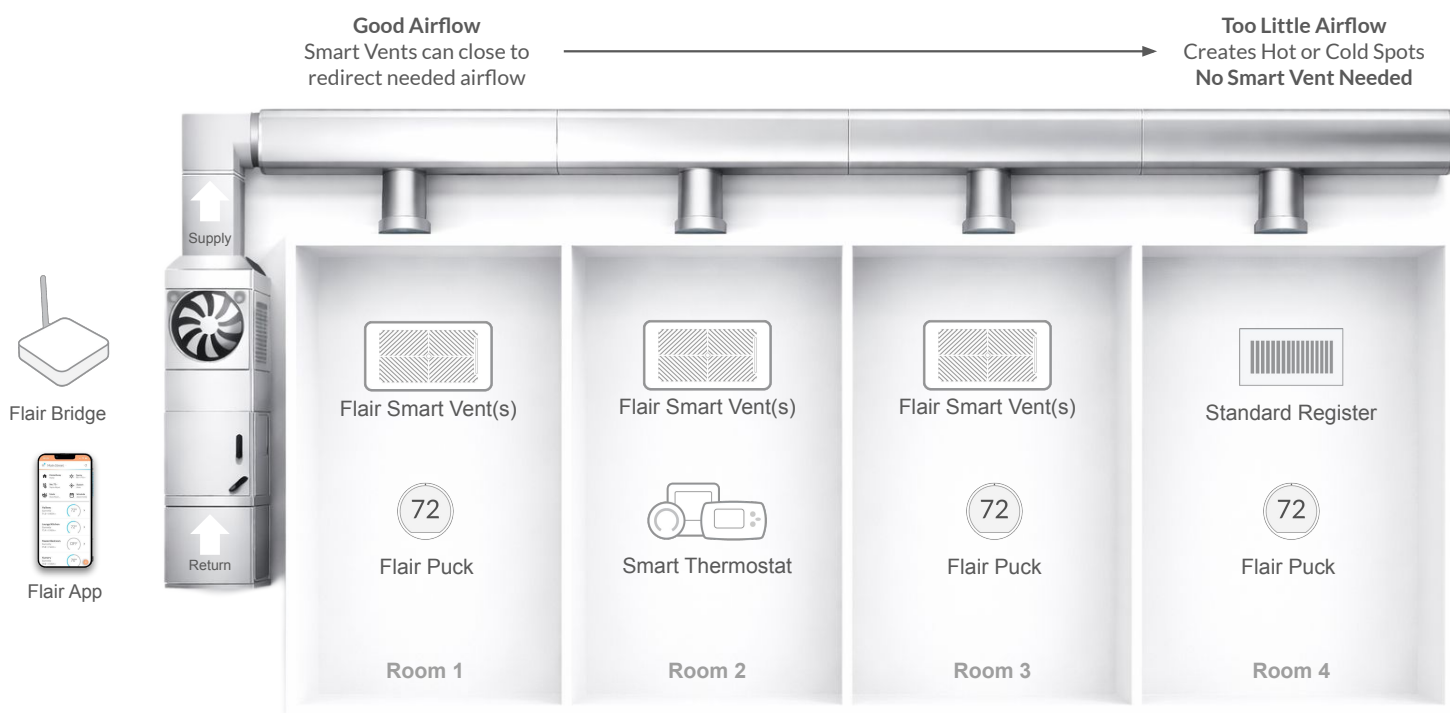 Good Airflow
Smart Vents can close to
redirect needed airflow
Too Little Airflow
Creates Hot or Cold Spots
No Smart Vent Needed
Supply
Return
Flair Bridge
Flair App
Flair Smart Vent(s)
72
Flair Puck
Room 1
Flair Smart Vent(s)
Smart Thermostat
Room 2
Flair Smart Vent(s)
72
Flair Puck
Room 3
Standard Register
72
Flair Puck
Room 4